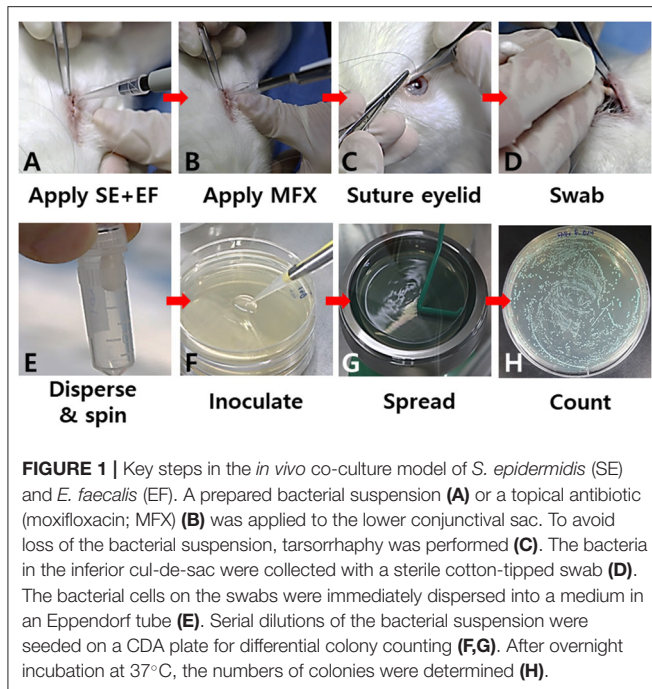 A
B
C
D
Apply SE+EF
Apply MFX
Suture eyelid
Swab
E
F
G
H
Disperse
& spin
Inoculate
Spread
Count
FIGURE 1 | Key steps in the in vivo co-culture model of S. epidermidis (SE)
and E. faecalis (EF). A prepared bacterial suspension (A) or a topical antibiotic
(moxifloxacin; MFX) (B) was applied to the lower conjunctival sac. To avoid
loss of the bacterial suspension, tarsorrhaphy was performed (C). The bacteria
in the inferior cul-de-sac were collected with a sterile cotton-tipped swab (D).
The bacterial cells on the swabs were immediately dispersed into a medium in
an Eppendorf tube (E). Serial dilutions of the bacterial suspension were
seeded on a CDA plate for differential colony counting (F,G). After overnight
incubation at 37°C, the numbers of colonies were determined (H).